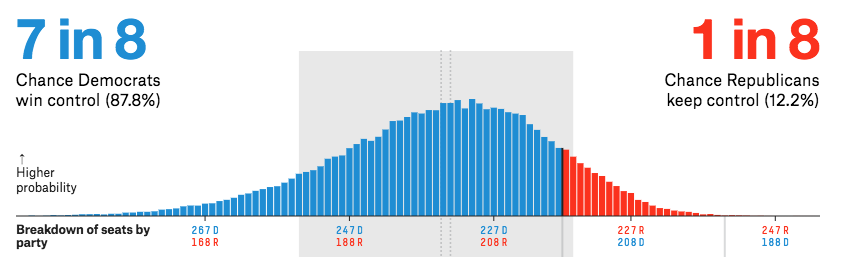 7 in 8
Chance Democrats
win control (87.8%)
1 in 8
Chance Republicans
keep control (12.2%)
↑
Higher
probability
Breakdown of seats by
party
267 D
168 R
247 D
188 R
227 D
208 R
227 R
208 D
247 R
188 D